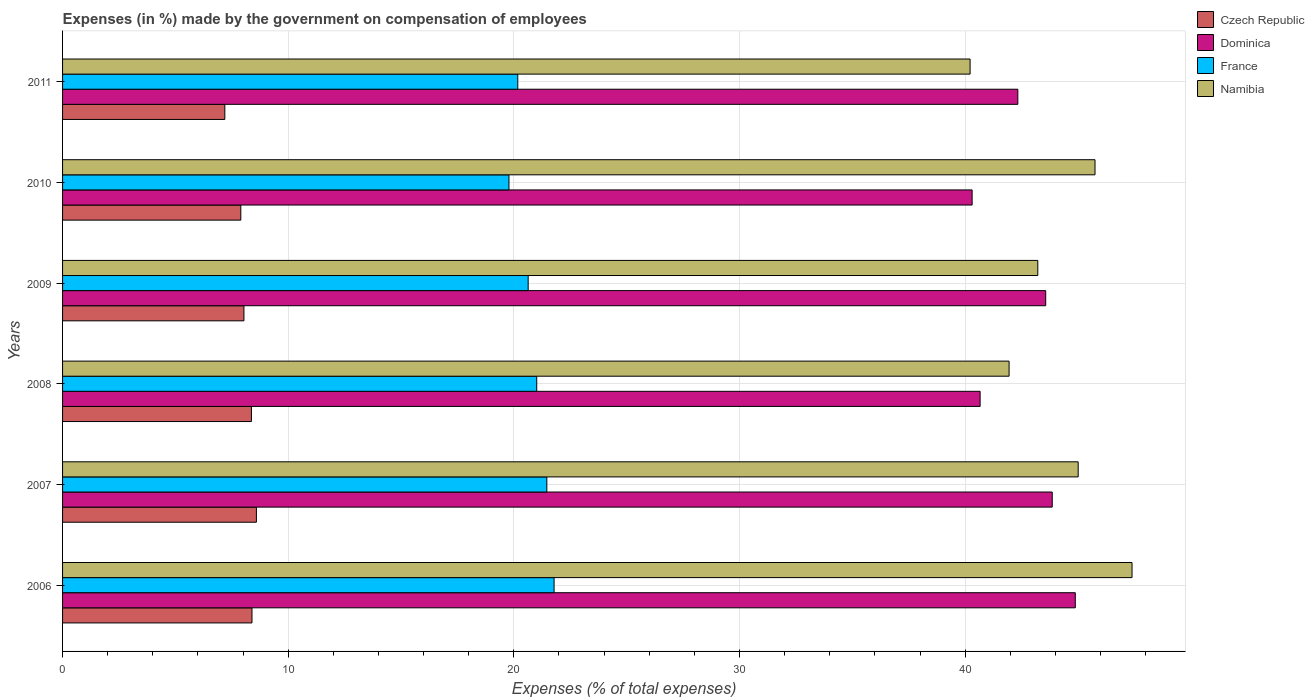 Expenses (in %) made by the government on compensation of employees
Czech Republic
Dominica
France
Namibia
2011
2010
2009
2008
2007
2006
Years
0
10
20
30
40
Expenses (% of total expenses)